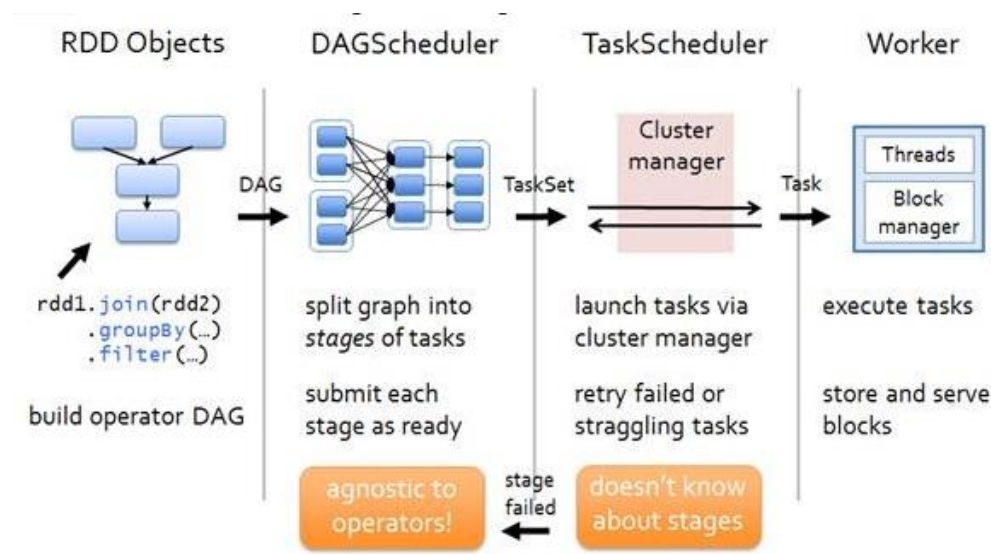 RDD Objects
DAGScheduler
TaskScheduler
Worker
DAG
TaskSet
Cluster
manager
Task
Threads
Block
manager
rdd1.join(rdd2)
.groupBy(…)
.filter(…)
build operator DAG
split graph into
stages of tasks
submit each
stage as ready
agnostic to
operators!
launch tasks via
cluster manager
retry failed or
straggling tasks
stage
failed
doesn't know
about stages
execute tasks
store and serve
blocks